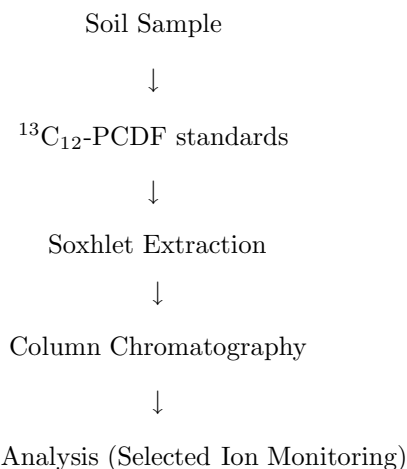 Soil Sample
↓
¹³C₁₂-PCDF standards
↓
Soxhlet Extraction
↓
Column Chromatography
↓
Analysis (Selected Ion Monitoring)